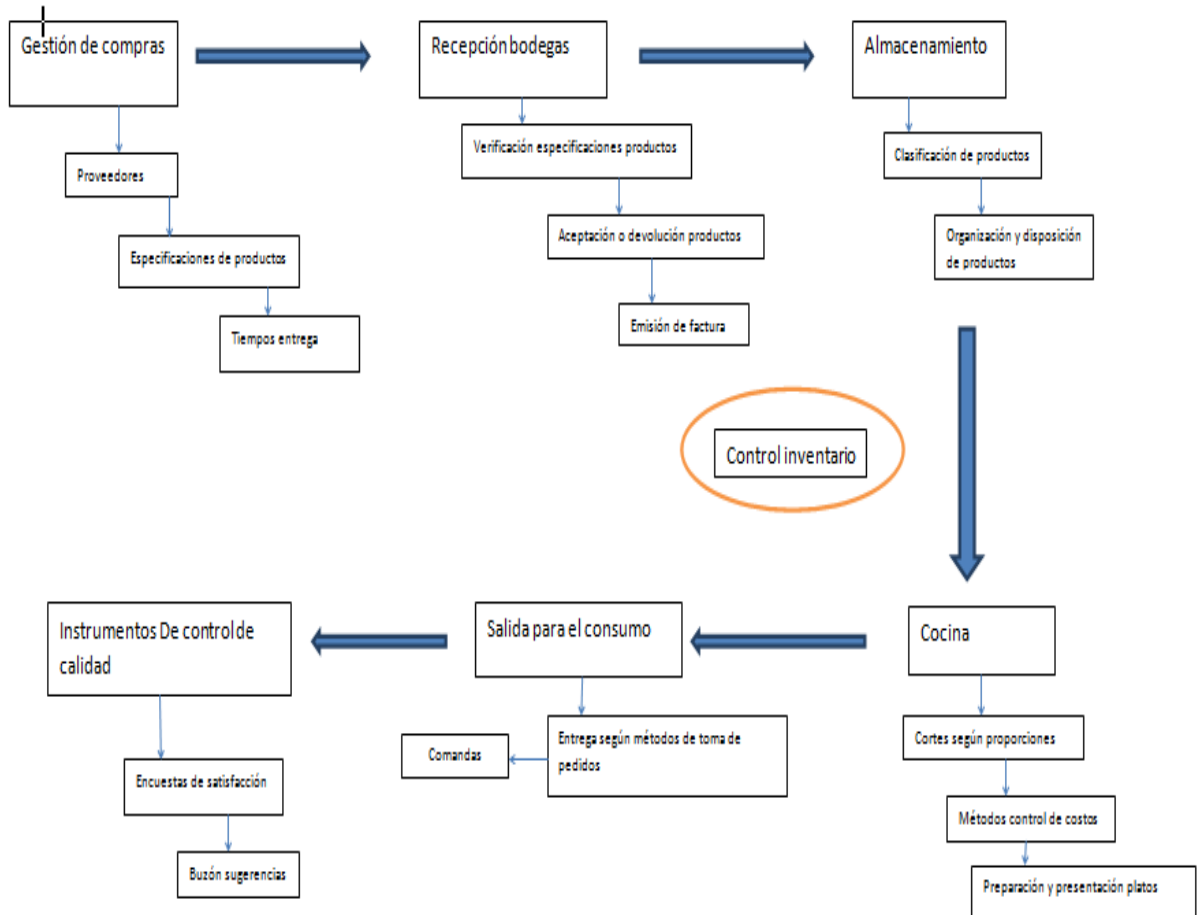 Gestión de compras
Recepción bodegas
Almacenamiento
Verificación especificaciones productos
Clasificación de productos
Proveedores
Aceptación o devolución productos
Organización y disposición
de productos
Especificaciones de productos
Emisión de factura
Tiempos entrega
Control inventario
Instrumentos De control de
calidad
Salida para el consumo
Cocina
Entrega según métodos de toma de
pedidos
Comandas
Cortes según proporciones
Encuestas de satisfacción
Métodos control de costos
Buzón sugerencias
Preparación y presentación platos